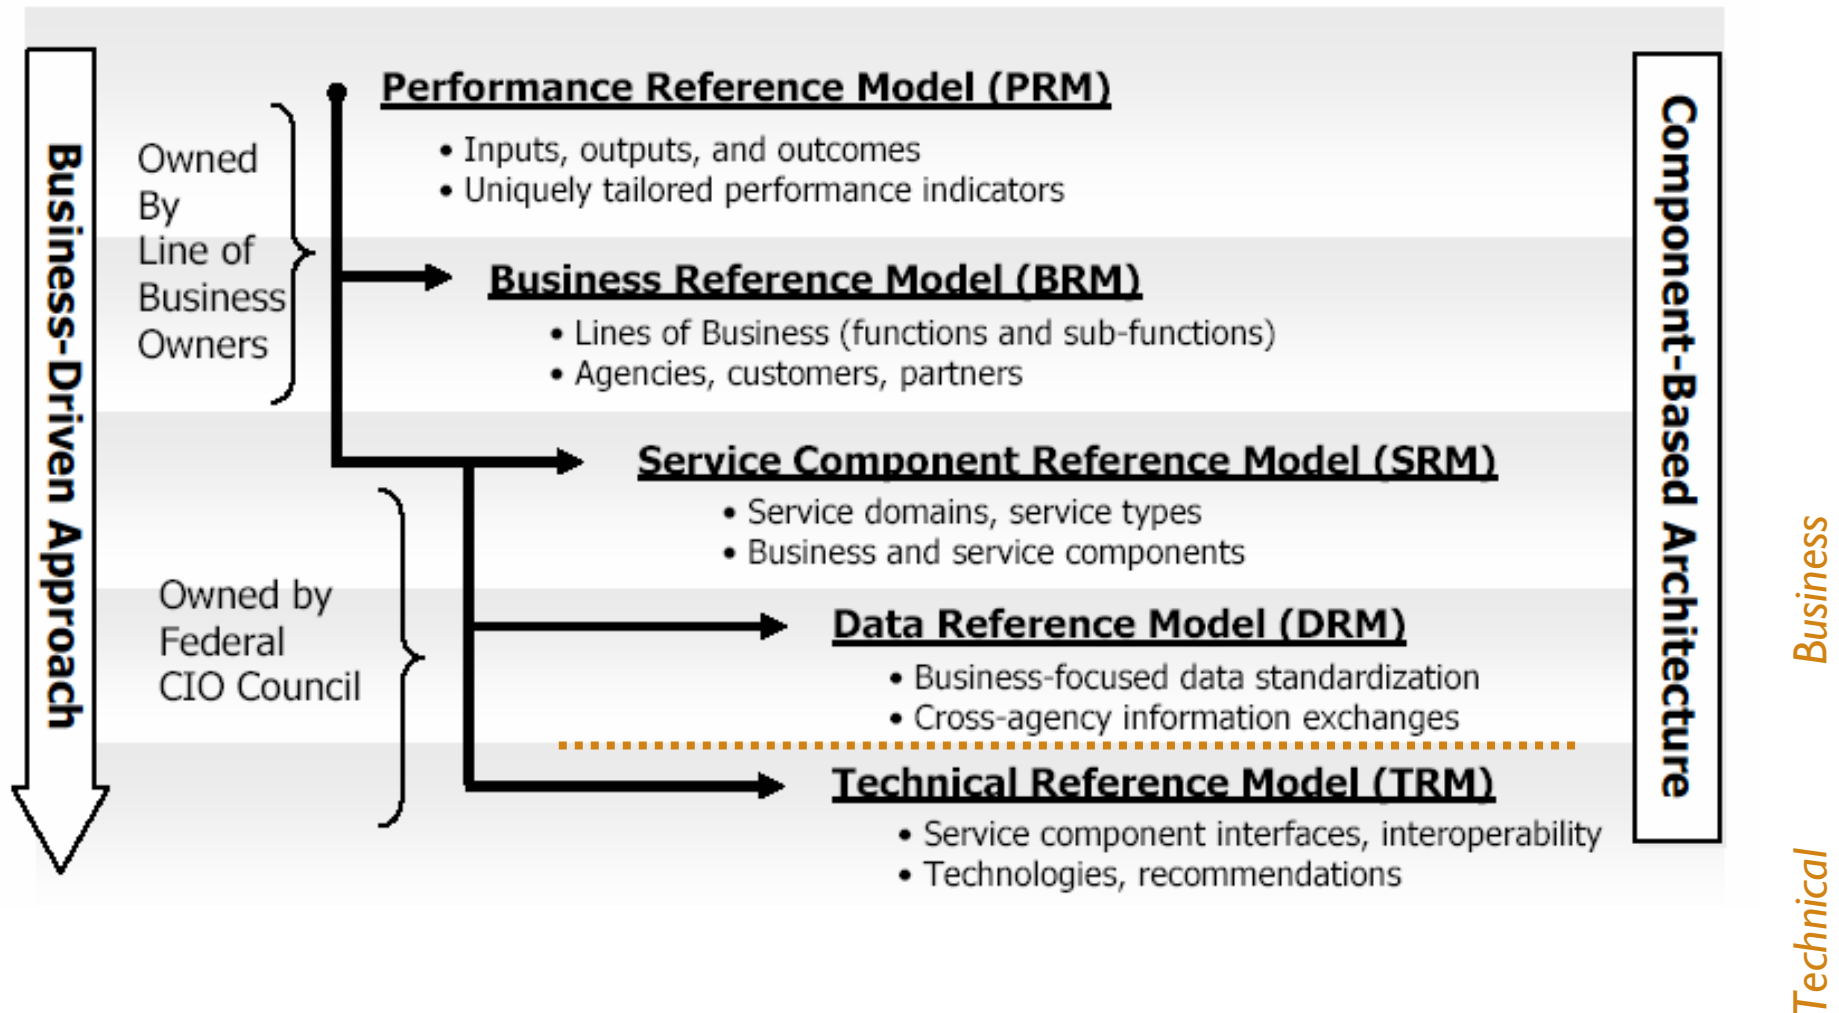 Business-Driven Approach
Owned
By
Line of
Business
Owners
Performance Reference Model (PRM)
• Inputs, outputs, and outcomes
• Uniquely tailored performance indicators
Business Reference Model (BRM)
• Lines of Business (functions and sub-functions)
• Agencies, customers, partners
Service Component Reference Model (SRM)
• Service domains, service types
• Business and service components
Owned by
Federal
CIO Council
Data Reference Model (DRM)
• Business-focused data standardization
• Cross-agency information exchanges
Technical Reference Model (TRM)
• Service component interfaces, interoperability
• Technologies, recommendations
Component-Based Architecture
Business
Technical